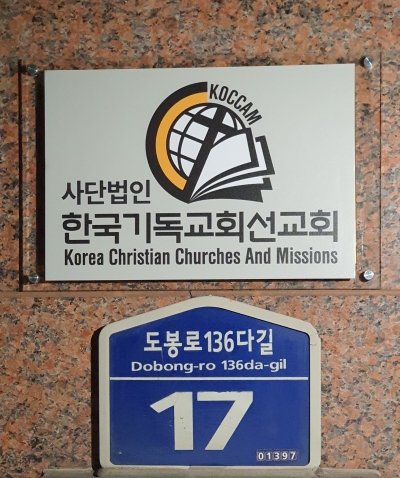 KOCCAM
사단법인
한국기독교회선교회
Korea Christian Churches And Missions
도봉로136다길
Dobong-ro 136da-gil
17
01397